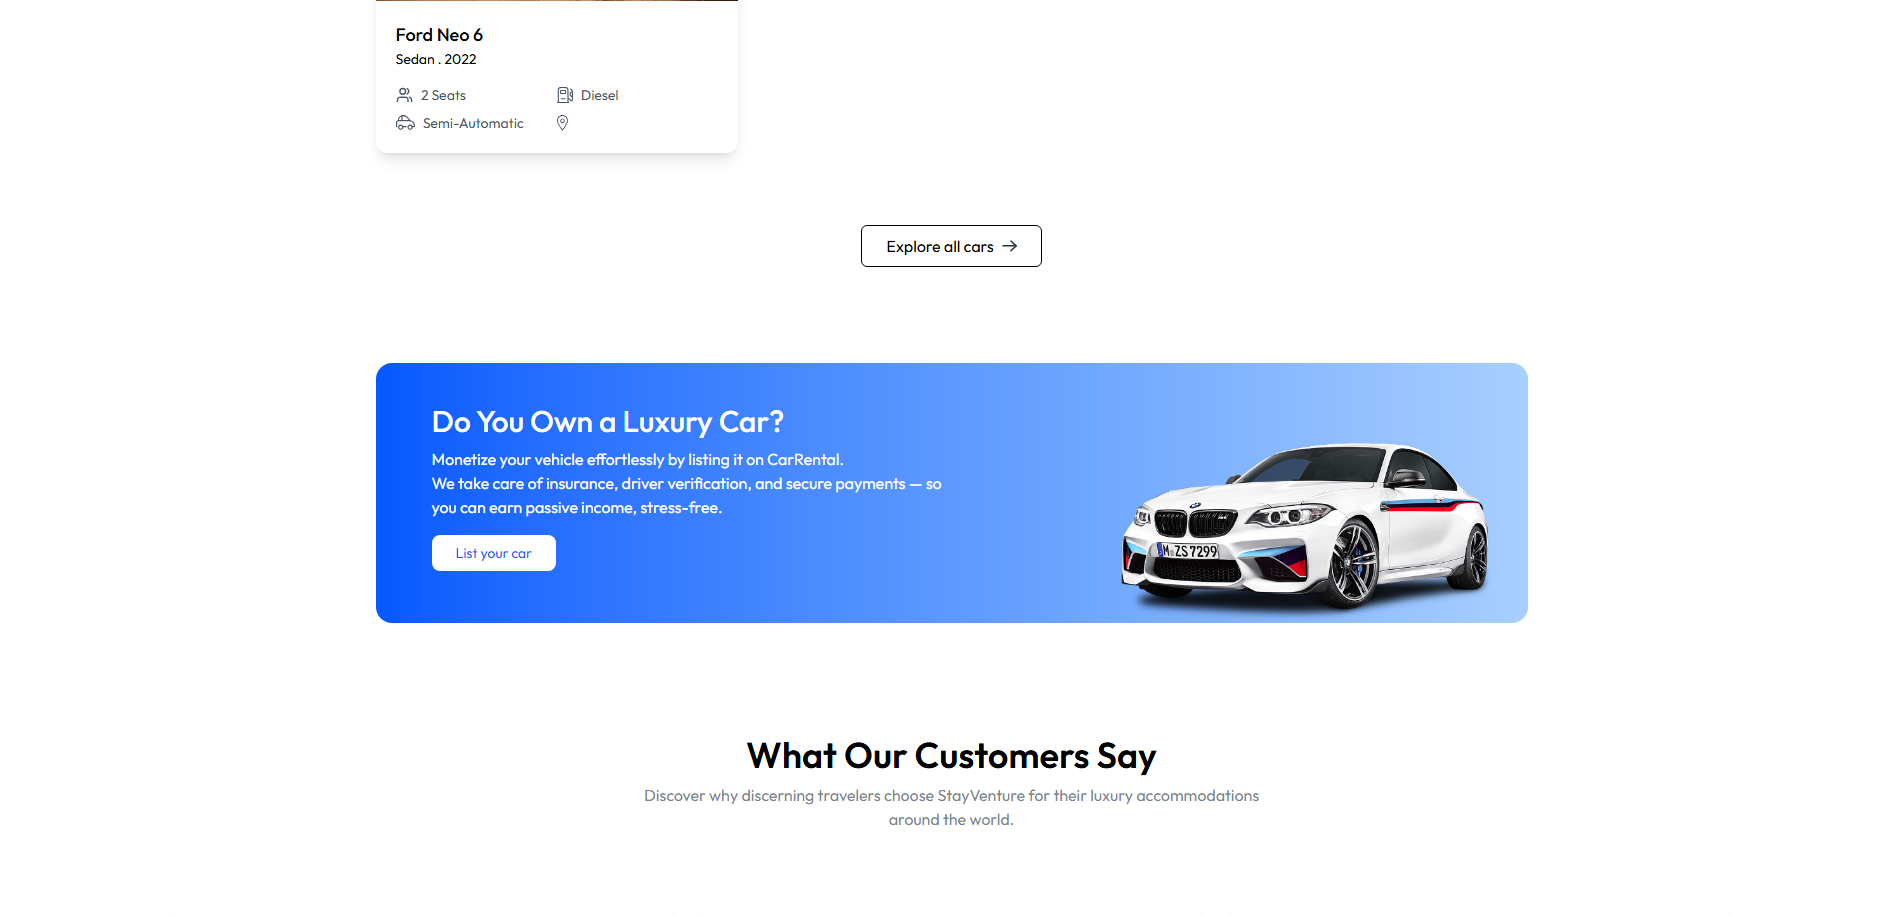 Ford Neo 6
Sedan . 2022
2 Seats
Diesel
Semi-Automatic
Explore all cars
Do You Own a Luxury Car?
Monetize your vehicle effortlessly by listing it on CarRental.
We take care of insurance, driver verification, and secure payments — so
you can earn passive income, stress-free.
List your car
M ZS 7299
What Our Customers Say
Discover why discerning travelers choose StayVenture for their luxury accommodations
around the world.